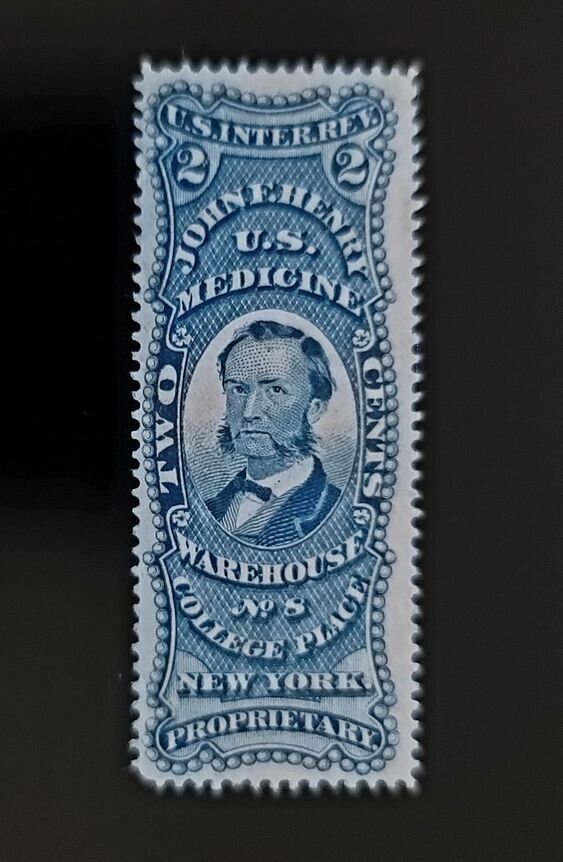 U.S. INTER. REV.
2 2
JOHN F. HENRY
U.S.
MEDICINE
TWO CENTS
WAREHOUSE
No 8
COLLEGE PLACE
NEW YORK.
PROPRIETARY.